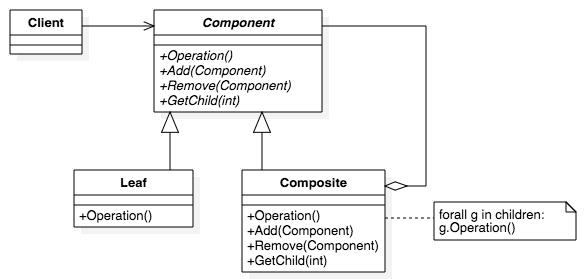 Client
Component
+Operation()
+Add(Component)
+Remove(Component)
+GetChild(int)
Leaf
+Operation()
Composite
+Operation()
+Add(Component)
+Remove(Component)
+GetChild(int)
forall g in children:
g.Operation()